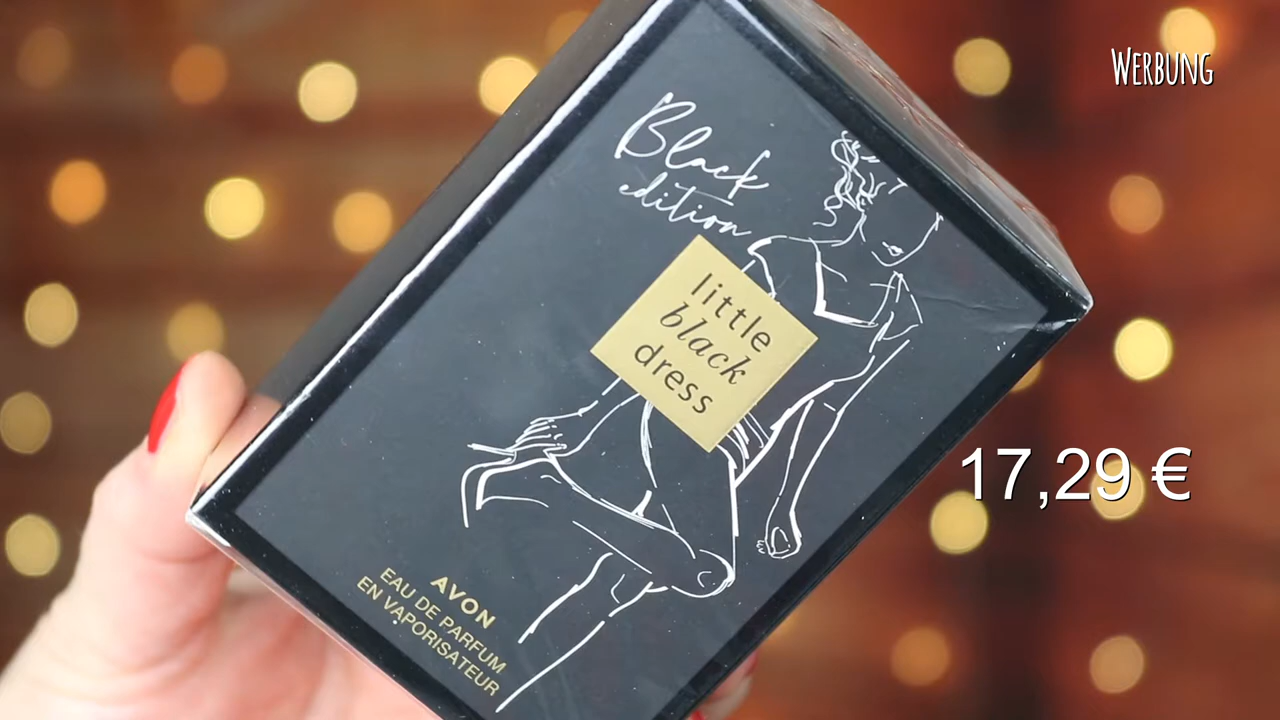 WERBUNG
Black
edition
little
black
dress
17,29 €
AVON
EAU DE PARFUM
EN VAPORISATEUR